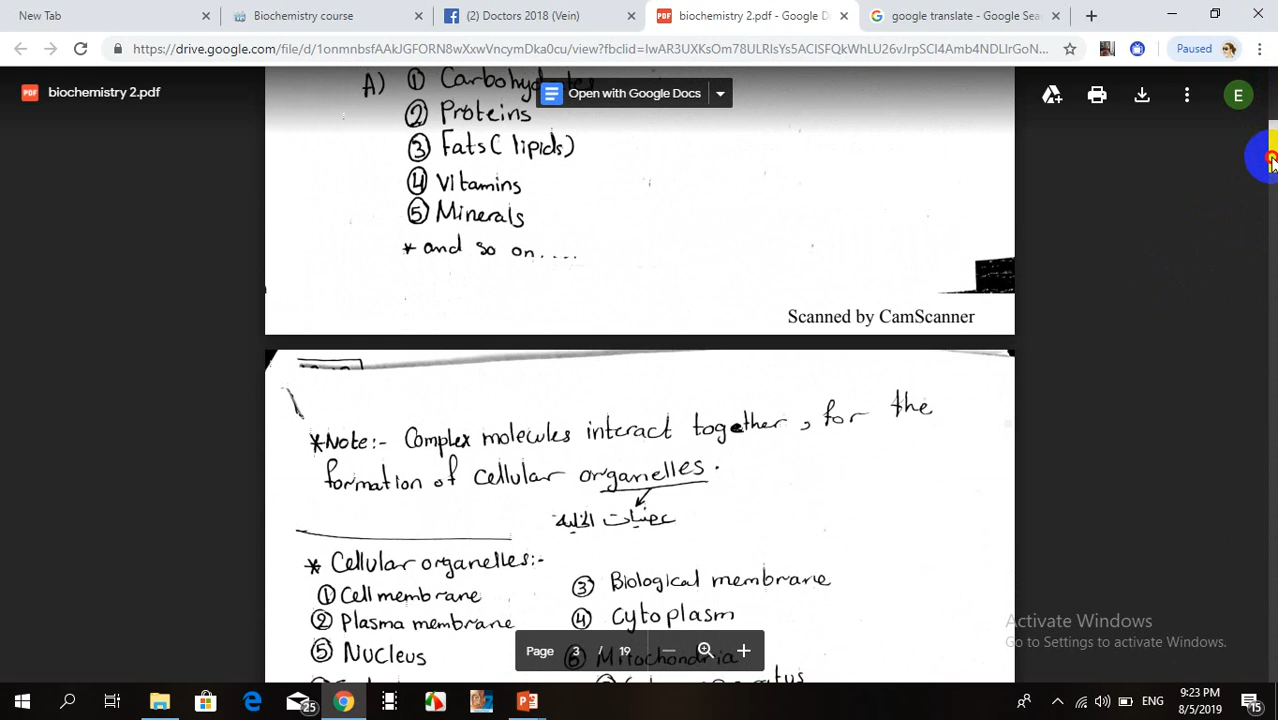 New Tab
Biochemistry course
(2) Doctors 2018 (Vein)
biochemistry 2.pdf - Google D
google translate - Google Sea
https://drive.google.com/file/d/1onmnbsfAAkJGFORN8wXxwVncymDka0cu/view?fbclid=IwAR3UXKsOm78ULRIsYs5ACISFQkWhLU26vJrpSCl4Amb4NDLIrGoN...
Paused
biochemistry 2.pdf
Open with Google Docs
E
A) ① Carbohydrates
② Proteins
③ Fats ( lipids)
④ Vitamins
⑤ Minerals
* and so on.....
Scanned by CamScanner
*Note:- Complex molecules interact together, for the
formation of cellular organelles.
عضيات الخلية
* Cellular organelles:-
① Cell membrane
③ Biological membrane
② Plasma membrane
④ Cytoplasm
⑤ Nucleus
⑥ Mitochondria
Page 3 / 19
Activate Windows
Go to Settings to activate Windows.
25
ENG
9:23 PM
8/5/2019
15